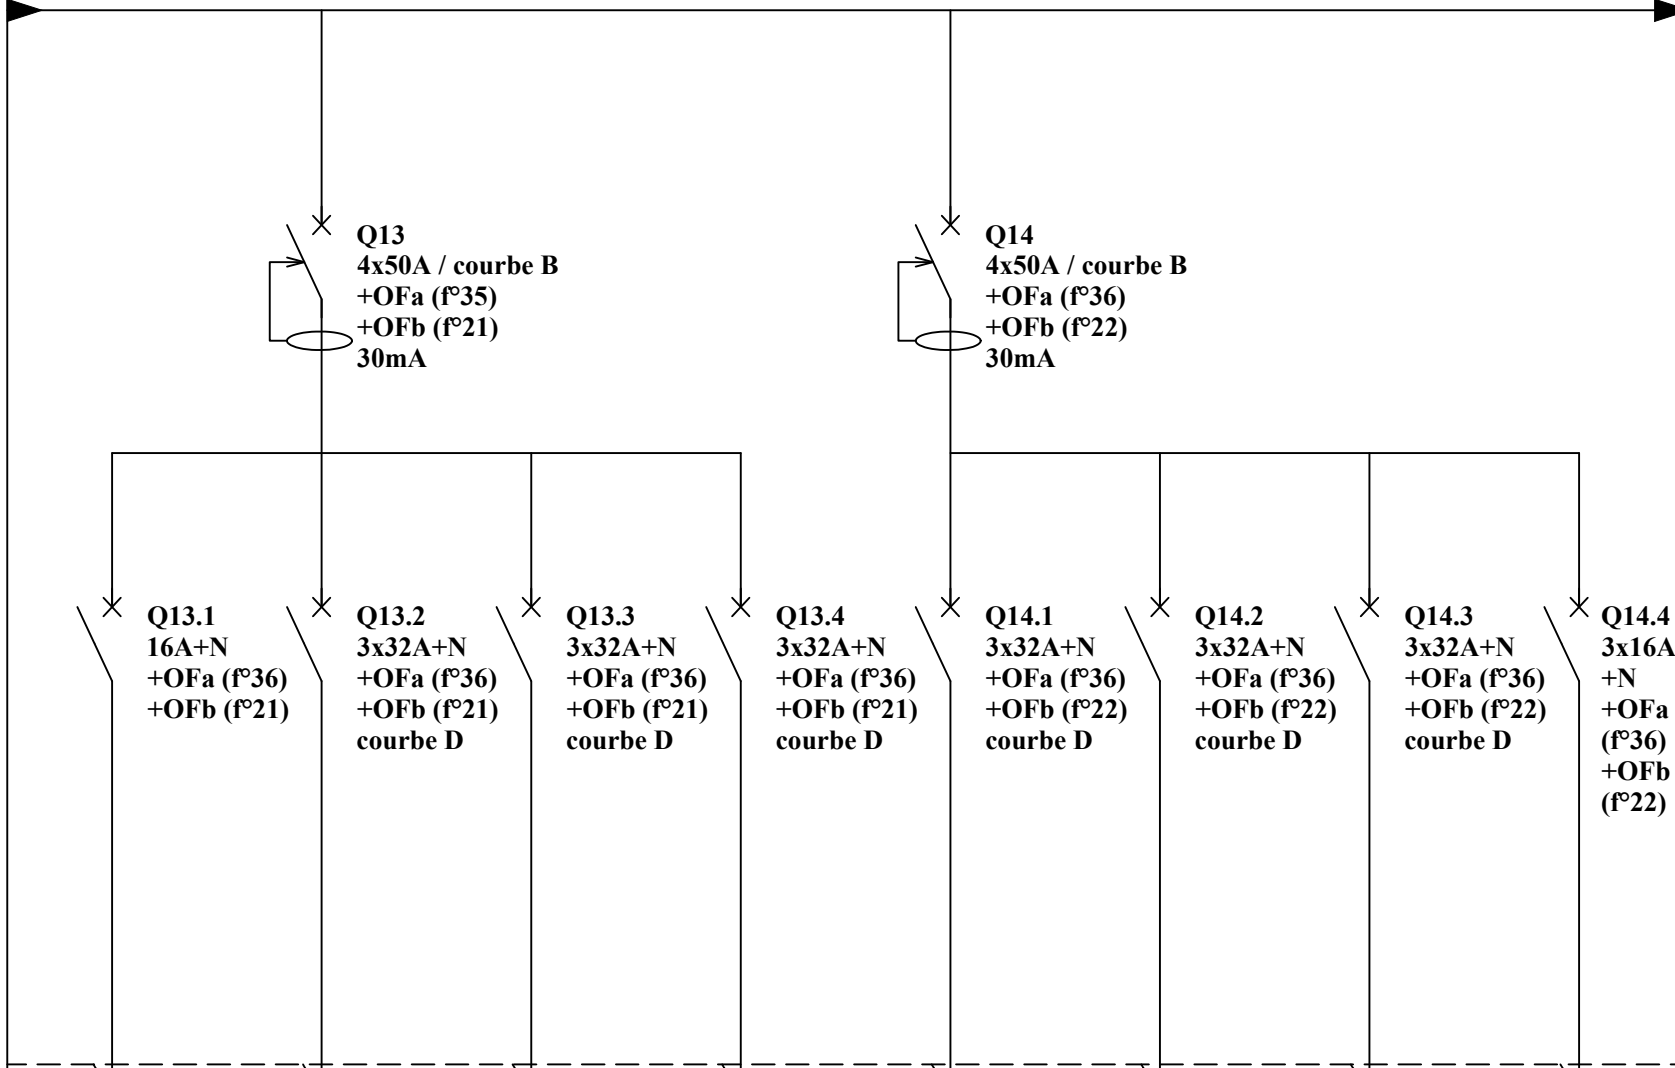 Q13
4x50A / courbe B
+OFa (f°35)
+OFb (f°21)
30mA
Q14
4x50A / courbe B
+OFa (f°36)
+OFb (f°22)
30mA
Q13.1
16A+N
+OFa (f°36)
+OFb (f°21)
Q13.2
3x32A+N
+OFa (f°36)
+OFb (f°21)
courbe D
Q13.3
3x32A+N
+OFa (f°36)
+OFb (f°21)
courbe D
Q13.4
3x32A+N
+OFa (f°36)
+OFb (f°21)
courbe D
Q14.1
3x32A+N
+OFa (f°36)
+OFb (f°22)
courbe D
Q14.2
3x32A+N
+OFa (f°36)
+OFb (f°22)
courbe D
Q14.3
3x32A+N
+OFa (f°36)
+OFb (f°22)
courbe D
Q14.4
3x16A
+N
+OFa
(f°36)
+OFb
(f°22)